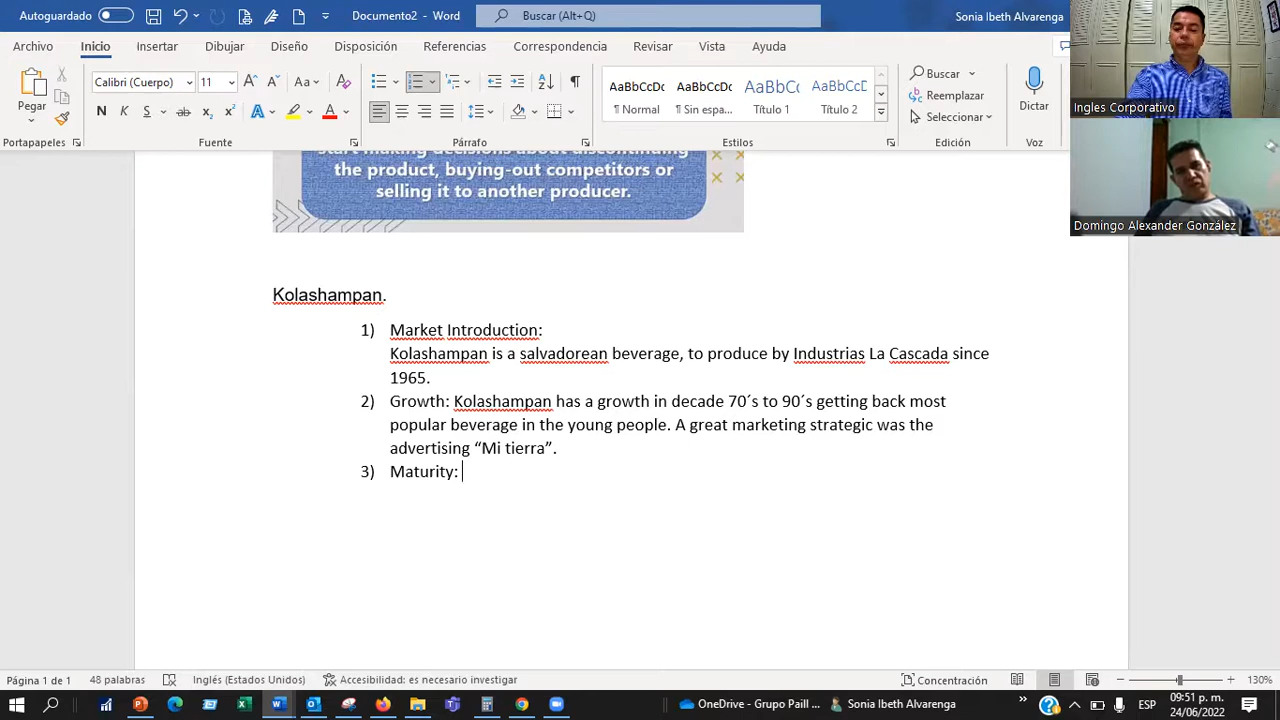 Autoguardado
Documento2 - Word
Buscar (Alt+Q)
Sonia Ibeth Alvarenga
Archivo Inicio Insertar Dibujar Diseño Disposición Referencias Correspondencia Revisar Vista Ayuda
Pegar
Calibri (Cuerpo) 11
AaBbCcDc AaBbCcDc AaBbCc AaBbCcD
¶ Normal ¶ Sin espa... Título 1 Título 2
Buscar
Reemplazar
Seleccionar
Dictar
Portapapeles Fuente Párrafo Estilos Edición Voz
Ingles Corporativo
Domingo Alexander González
start making decisions about discontinuing
the product, buying-out competitors or
selling it to another producer.
Kolashampan.
1) Market Introduction:
Kolashampan is a salvadorean beverage, to produce by Industrias La Cascada since
1965.
2) Growth: Kolashampan has a growth in decade 70´s to 90´s getting back most
popular beverage in the young people. A great marketing strategic was the
advertising “Mi tierra”.
3) Maturity:
Página 1 de 1 48 palabras Inglés (Estados Unidos) Accesibilidad: es necesario investigar Concentración 130%
OneDrive - Grupo Paill ... Sonia Ibeth Alvarenga ESP 09:51 p. m.
24/06/2022